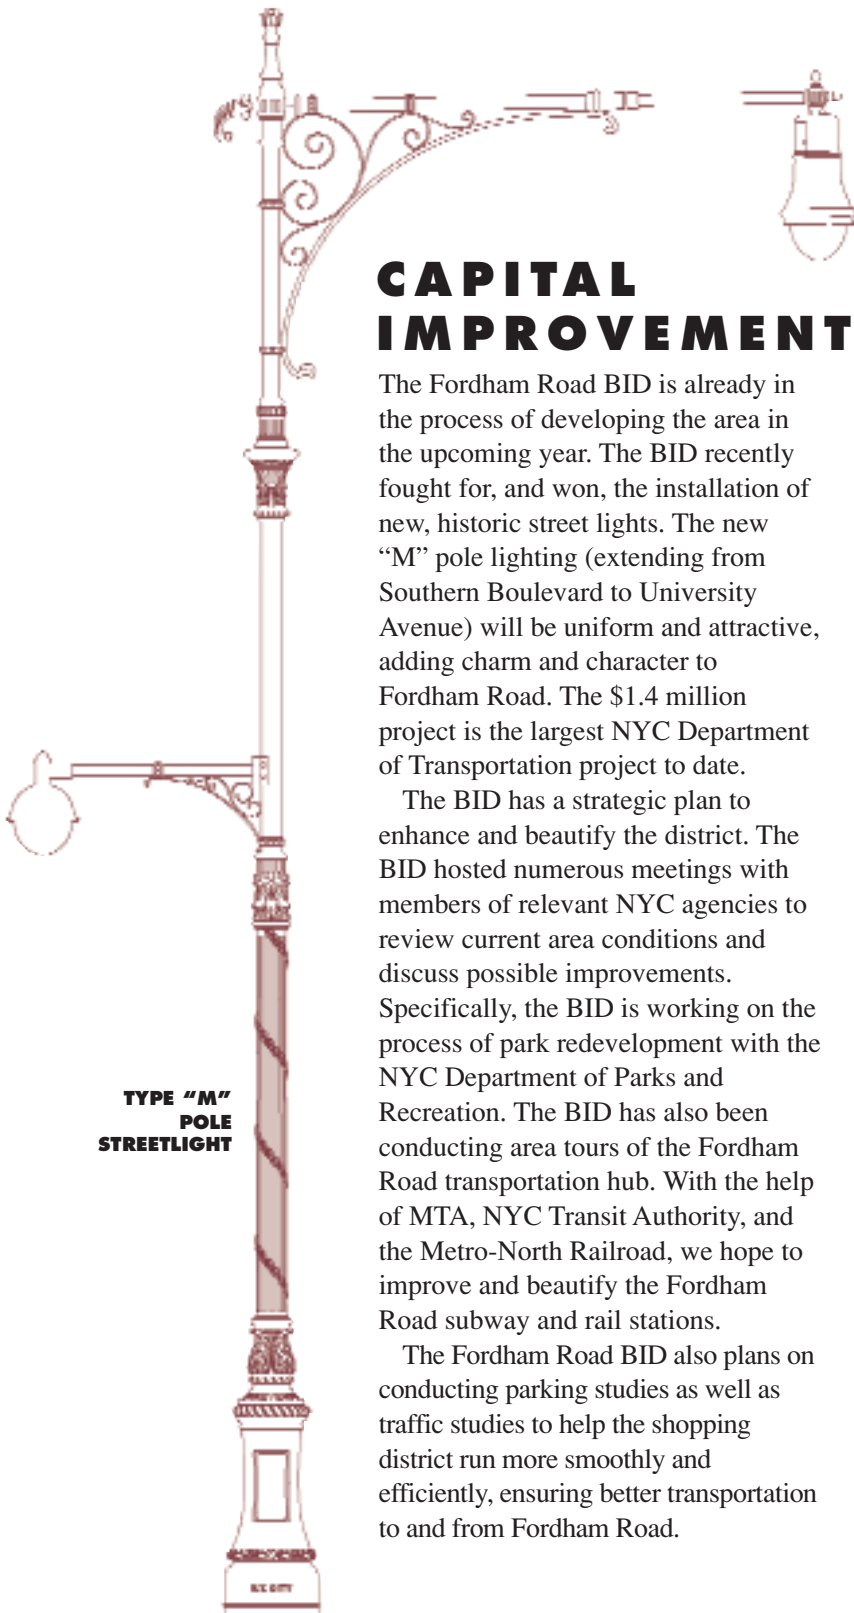 CAPITAL
IMPROVEMENT
The Fordham Road BID is already in
the process of developing the area in
the upcoming year. The BID recently
fought for, and won, the installation of
new, historic street lights. The new
“M” pole lighting (extending from
Southern Boulevard to University
Avenue) will be uniform and attractive,
adding charm and character to
Fordham Road. The $1.4 million
project is the largest NYC Department
of Transportation project to date.
The BID has a strategic plan to
enhance and beautify the district. The
BID hosted numerous meetings with
members of relevant NYC agencies to
review current area conditions and
discuss possible improvements.
Specifically, the BID is working on the
process of park redevelopment with the
NYC Department of Parks and
Recreation. The BID has also been
conducting area tours of the Fordham
Road transportation hub. With the help
of MTA, NYC Transit Authority, and
the Metro-North Railroad, we hope to
improve and beautify the Fordham
Road subway and rail stations.
The Fordham Road BID also plans on
conducting parking studies as well as
traffic studies to help the shopping
district run more smoothly and
efficiently, ensuring better transportation
to and from Fordham Road.
TYPE “M”
POLE
STREETLIGHT
CITY